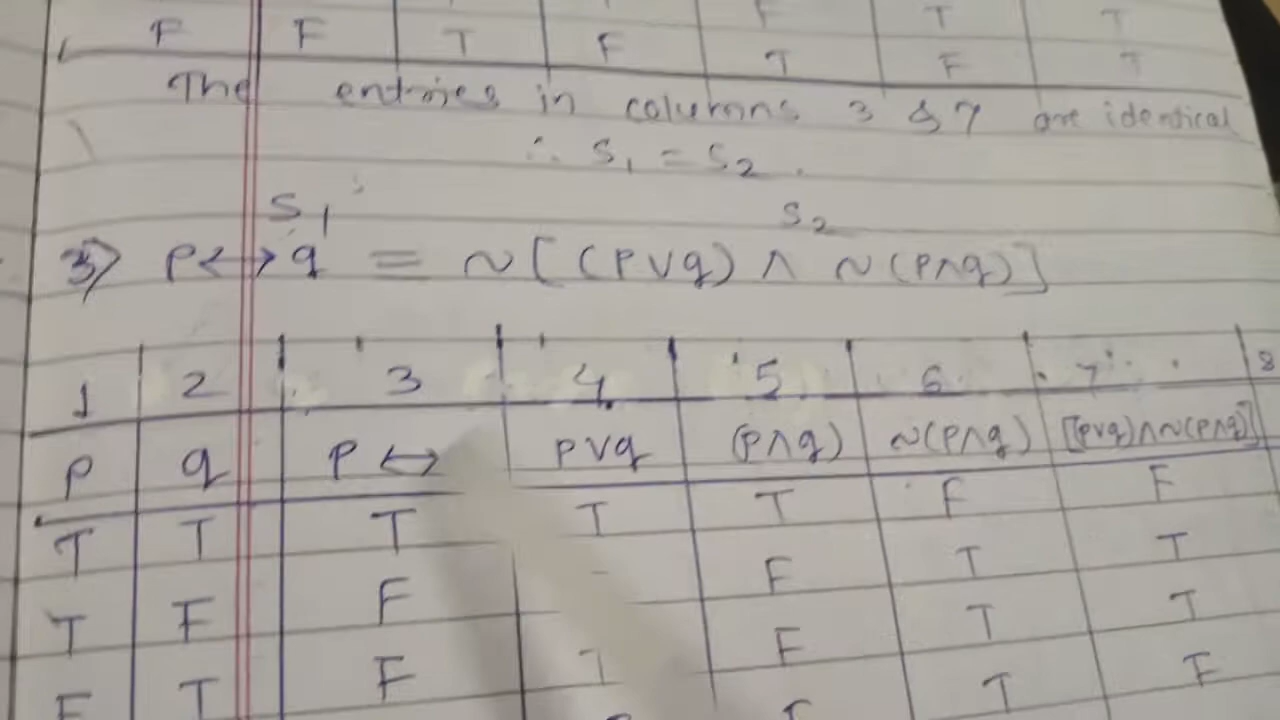 F T T
F F T F T F T
The entries in columns 3 & 7 are identical
∴ S1 = S2 .
S1 S2
3) p ↔ q = ~[(p∨q) ∧ ~(p∧q)]
1 2 3 4 5 6 7 8
p q p ↔ p∨q (p∧q) ~(p∧q) [(p∨q)∧~(p∧q)]
T T T T T F F
T F F F T T
F T F T F T T
T F